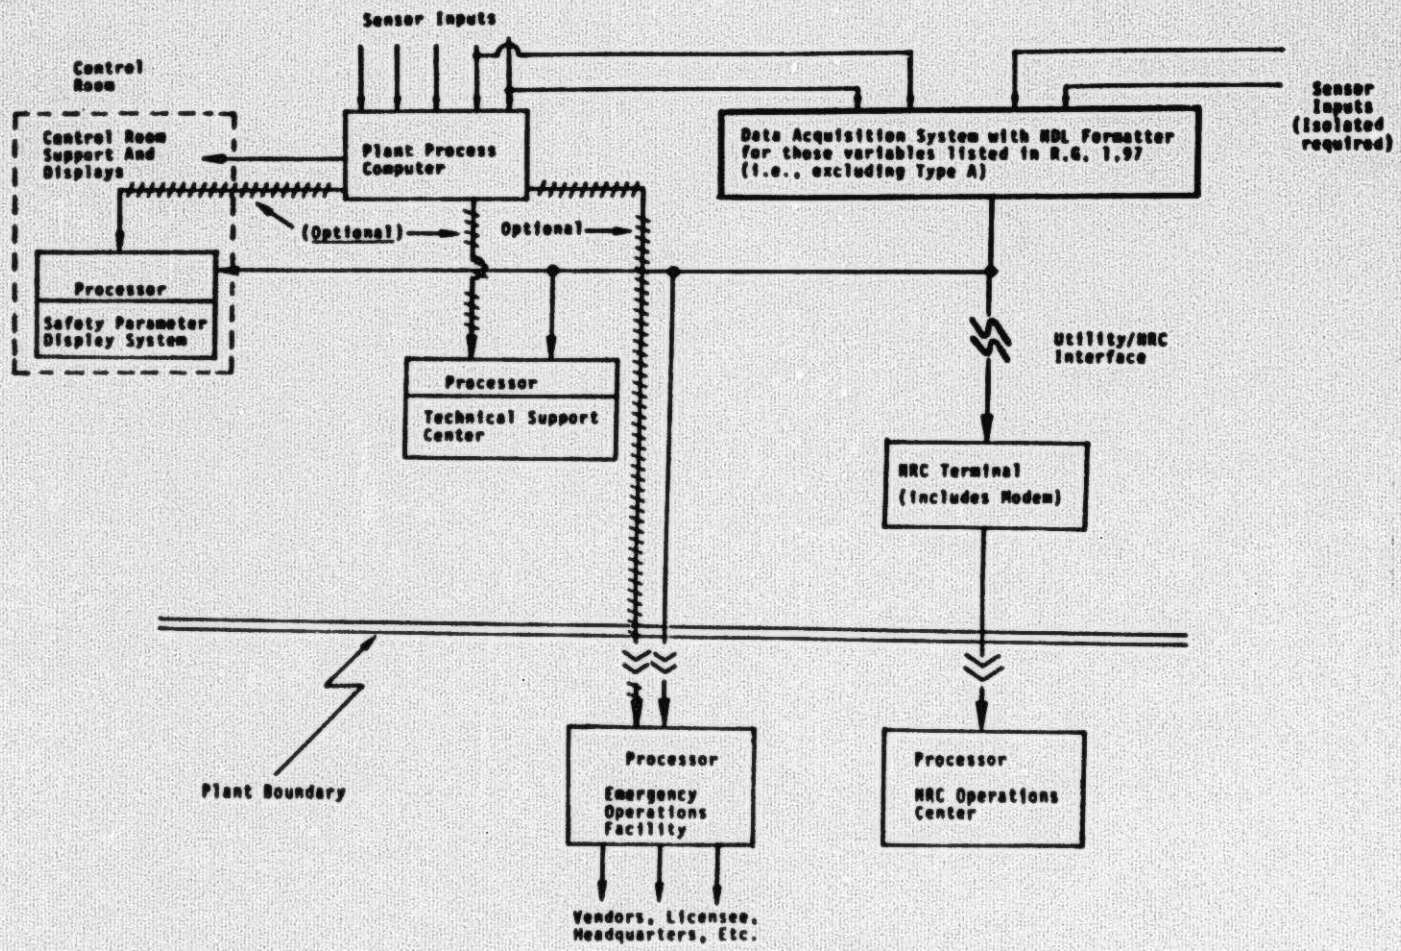 Sensor Inputs
Control
Room
Sensor
Inputs
(Isolated
required)
Control Room
Support And
Displays
Plant Process
Computer
Data Acquisition System with NDL Formatter
for those variables listed in R.G. 1.97
(i.e., excluding Type A)
(Optional)
Optional
Processor
Safety Parameter
Display System
Utility/NRC
Interface
Processor
Technical Support
Center
NRC Terminal
(includes Modem)
Plant Boundary
Processor
Emergency
Operations
Facility
Processor
NRC Operations
Center
Vendors, Licensee,
Headquarters, Etc.